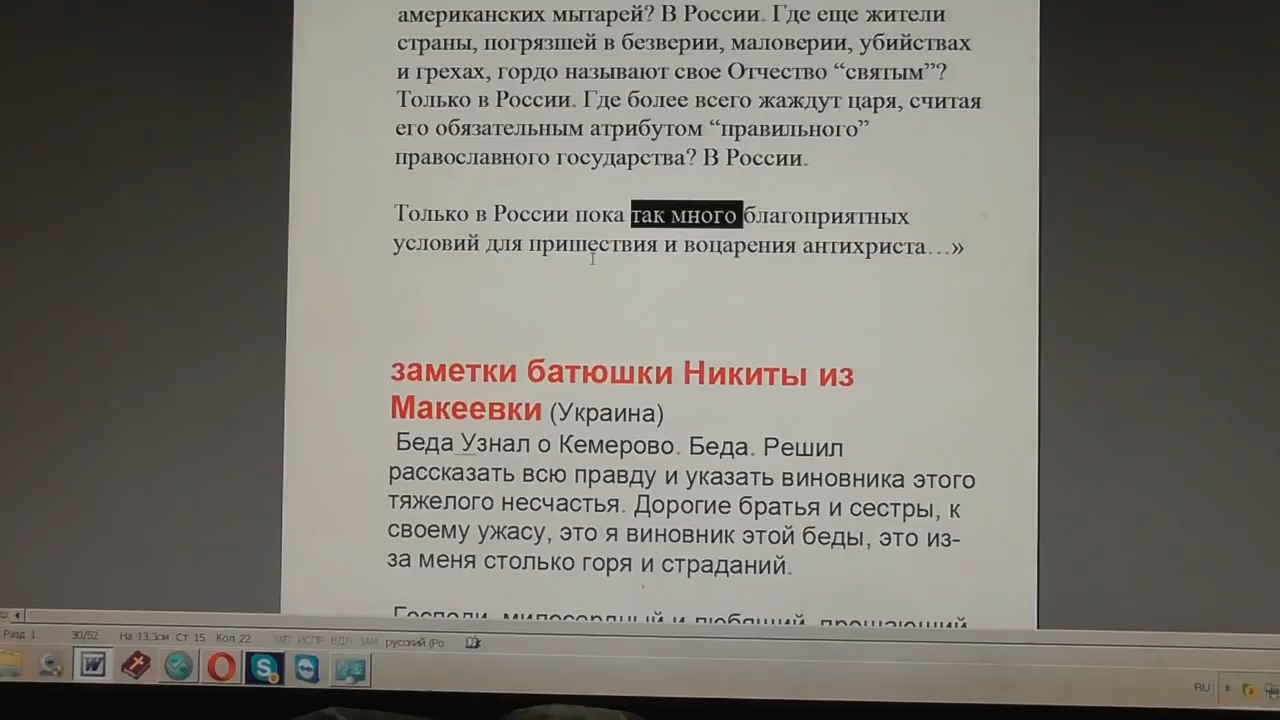 американских мытарей? В России. Где еще жители
страны, погрязшей в безверии, маловерии, убийствах
и грехах, гордо называют свое Отчество “святым”?
Только в России. Где более всего жаждут царя, считая
его обязательным атрибутом “правильного”
православного государства? В России.
Только в России пока так много благоприятных
условий для пришествия и воцарения антихриста…»
заметки батюшки Никиты из
Макеевки (Украина)
Беда Узнал о Кемерово. Беда. Решил
рассказать всю правду и указать виновника этого
тяжелого несчастья. Дорогие братья и сестры, к
своему ужасу, это я виновник этой беды, это из-
за меня столько горя и страданий.
Господи, милосердный и любящий, прощающий
Разд 1 30/52 На 13,3см Ст 15 Кол 22 ЗАП ИСПР ВДЛ ЗАМ русский (Ро
RU